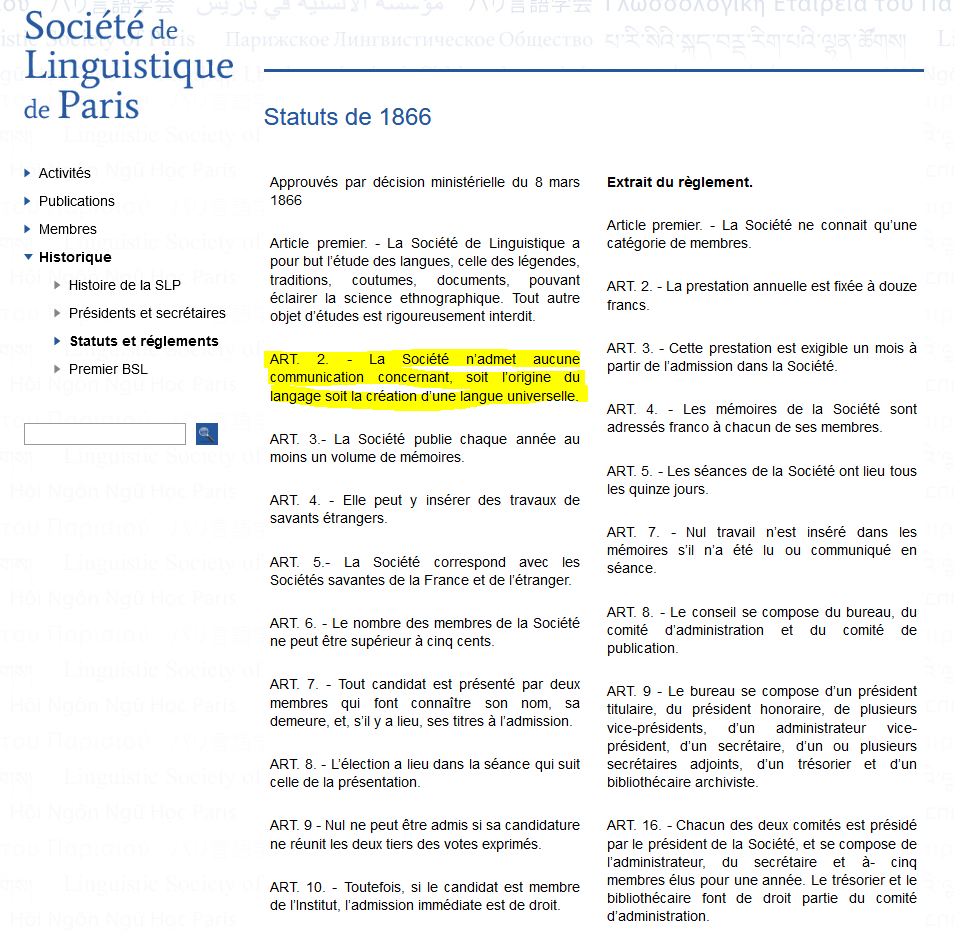 Société de
Linguistique
de Paris
Парижское Лингвистическое Общество
Statuts de 1866
Activités
Publications
Membres
Historique
Histoire de la SLP
Présidents et secrétaires
Statuts et réglements
Premier BSL
Approuvés par décision ministérielle du 8 mars
1866
Article premier. - La Société de Linguistique a
pour but l’étude des langues, celle des légendes,
traditions, coutumes, documents, pouvant
éclairer la science ethnographique. Tout autre
objet d’études est rigoureusement interdit.
ART. 2. - La Société n’admet aucune
communication concernant, soit l’origine du
langage soit la création d’une langue universelle.
ART. 3.- La Société publie chaque année au
moins un volume de mémoires.
ART. 4. - Elle peut y insérer des travaux de
savants étrangers.
ART. 5.- La Société correspond avec les
Sociétés savantes de la France et de l’étranger.
ART. 6. - Le nombre des membres de la Société
ne peut être supérieur à cinq cents.
ART. 7. - Tout candidat est présenté par deux
membres qui font connaître son nom, sa
demeure, et, s’il y a lieu, ses titres à l’admission.
ART. 8. - L’élection a lieu dans la séance qui suit
celle de la présentation.
ART. 9 - Nul ne peut être admis si sa candidature
ne réunit les deux tiers des votes exprimés.
ART. 10. - Toutefois, si le candidat est membre
de l’Institut, l’admission immédiate est de droit.
Extrait du règlement.
Article premier. - La Société ne connait qu’une
catégorie de membres.
ART. 2. - La prestation annuelle est fixée à douze
francs.
ART. 3. - Cette prestation est exigible un mois à
partir de l’admission dans la Société.
ART. 4. - Les mémoires de la Société sont
adressés franco à chacun de ses membres.
ART. 5. - Les séances de la Société ont lieu tous
les quinze jours.
ART. 7. - Nul travail n’est inséré dans les
mémoires s’il n’a été lu ou communiqué en
séance.
ART. 8. - Le conseil se compose du bureau, du
comité d’administration et du comité de
publication.
ART. 9 - Le bureau se compose d’un président
titulaire, du président honoraire, de plusieurs
vice-présidents, d’un administrateur vice-
président, d’un secrétaire, d’un ou plusieurs
secrétaires adjoints, d’un trésorier et d’un
bibliothécaire archiviste.
ART. 16. - Chacun des deux comités est présidé
par le président de la Société, et se compose de
l’administrateur, du secrétaire et à- cinq
membres élus pour une année. Le trésorier et le
bibliothécaire font de droit partie du comité
d’administration.